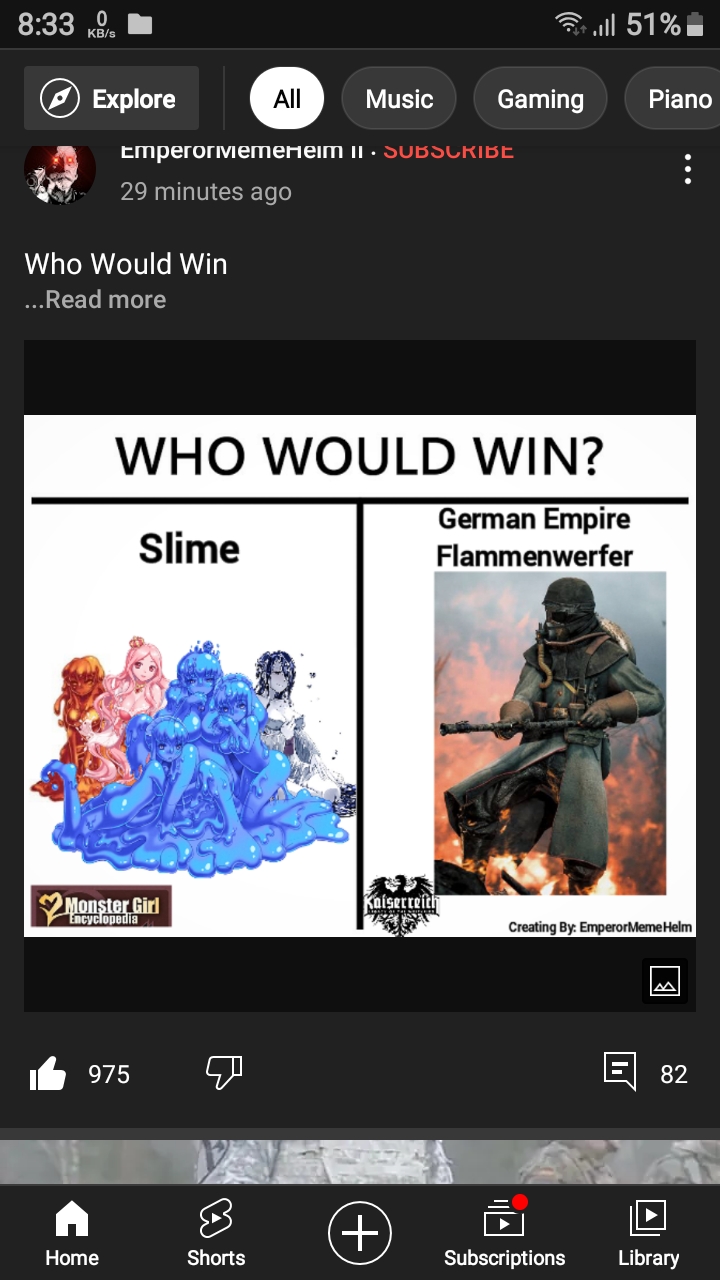 8:33 0 KB/s 51%
Explore All Music Gaming Piano
EmperorMemeHelm II · SUBSCRIBE
29 minutes ago
Who Would Win
...Read more
WHO WOULD WIN?
Slime
German Empire
Flammenwerfer
Monster Girl
Encyclopedia
Kaiserreich
Creating By: EmperorMemeHelm
975
82
Home Shorts Subscriptions Library